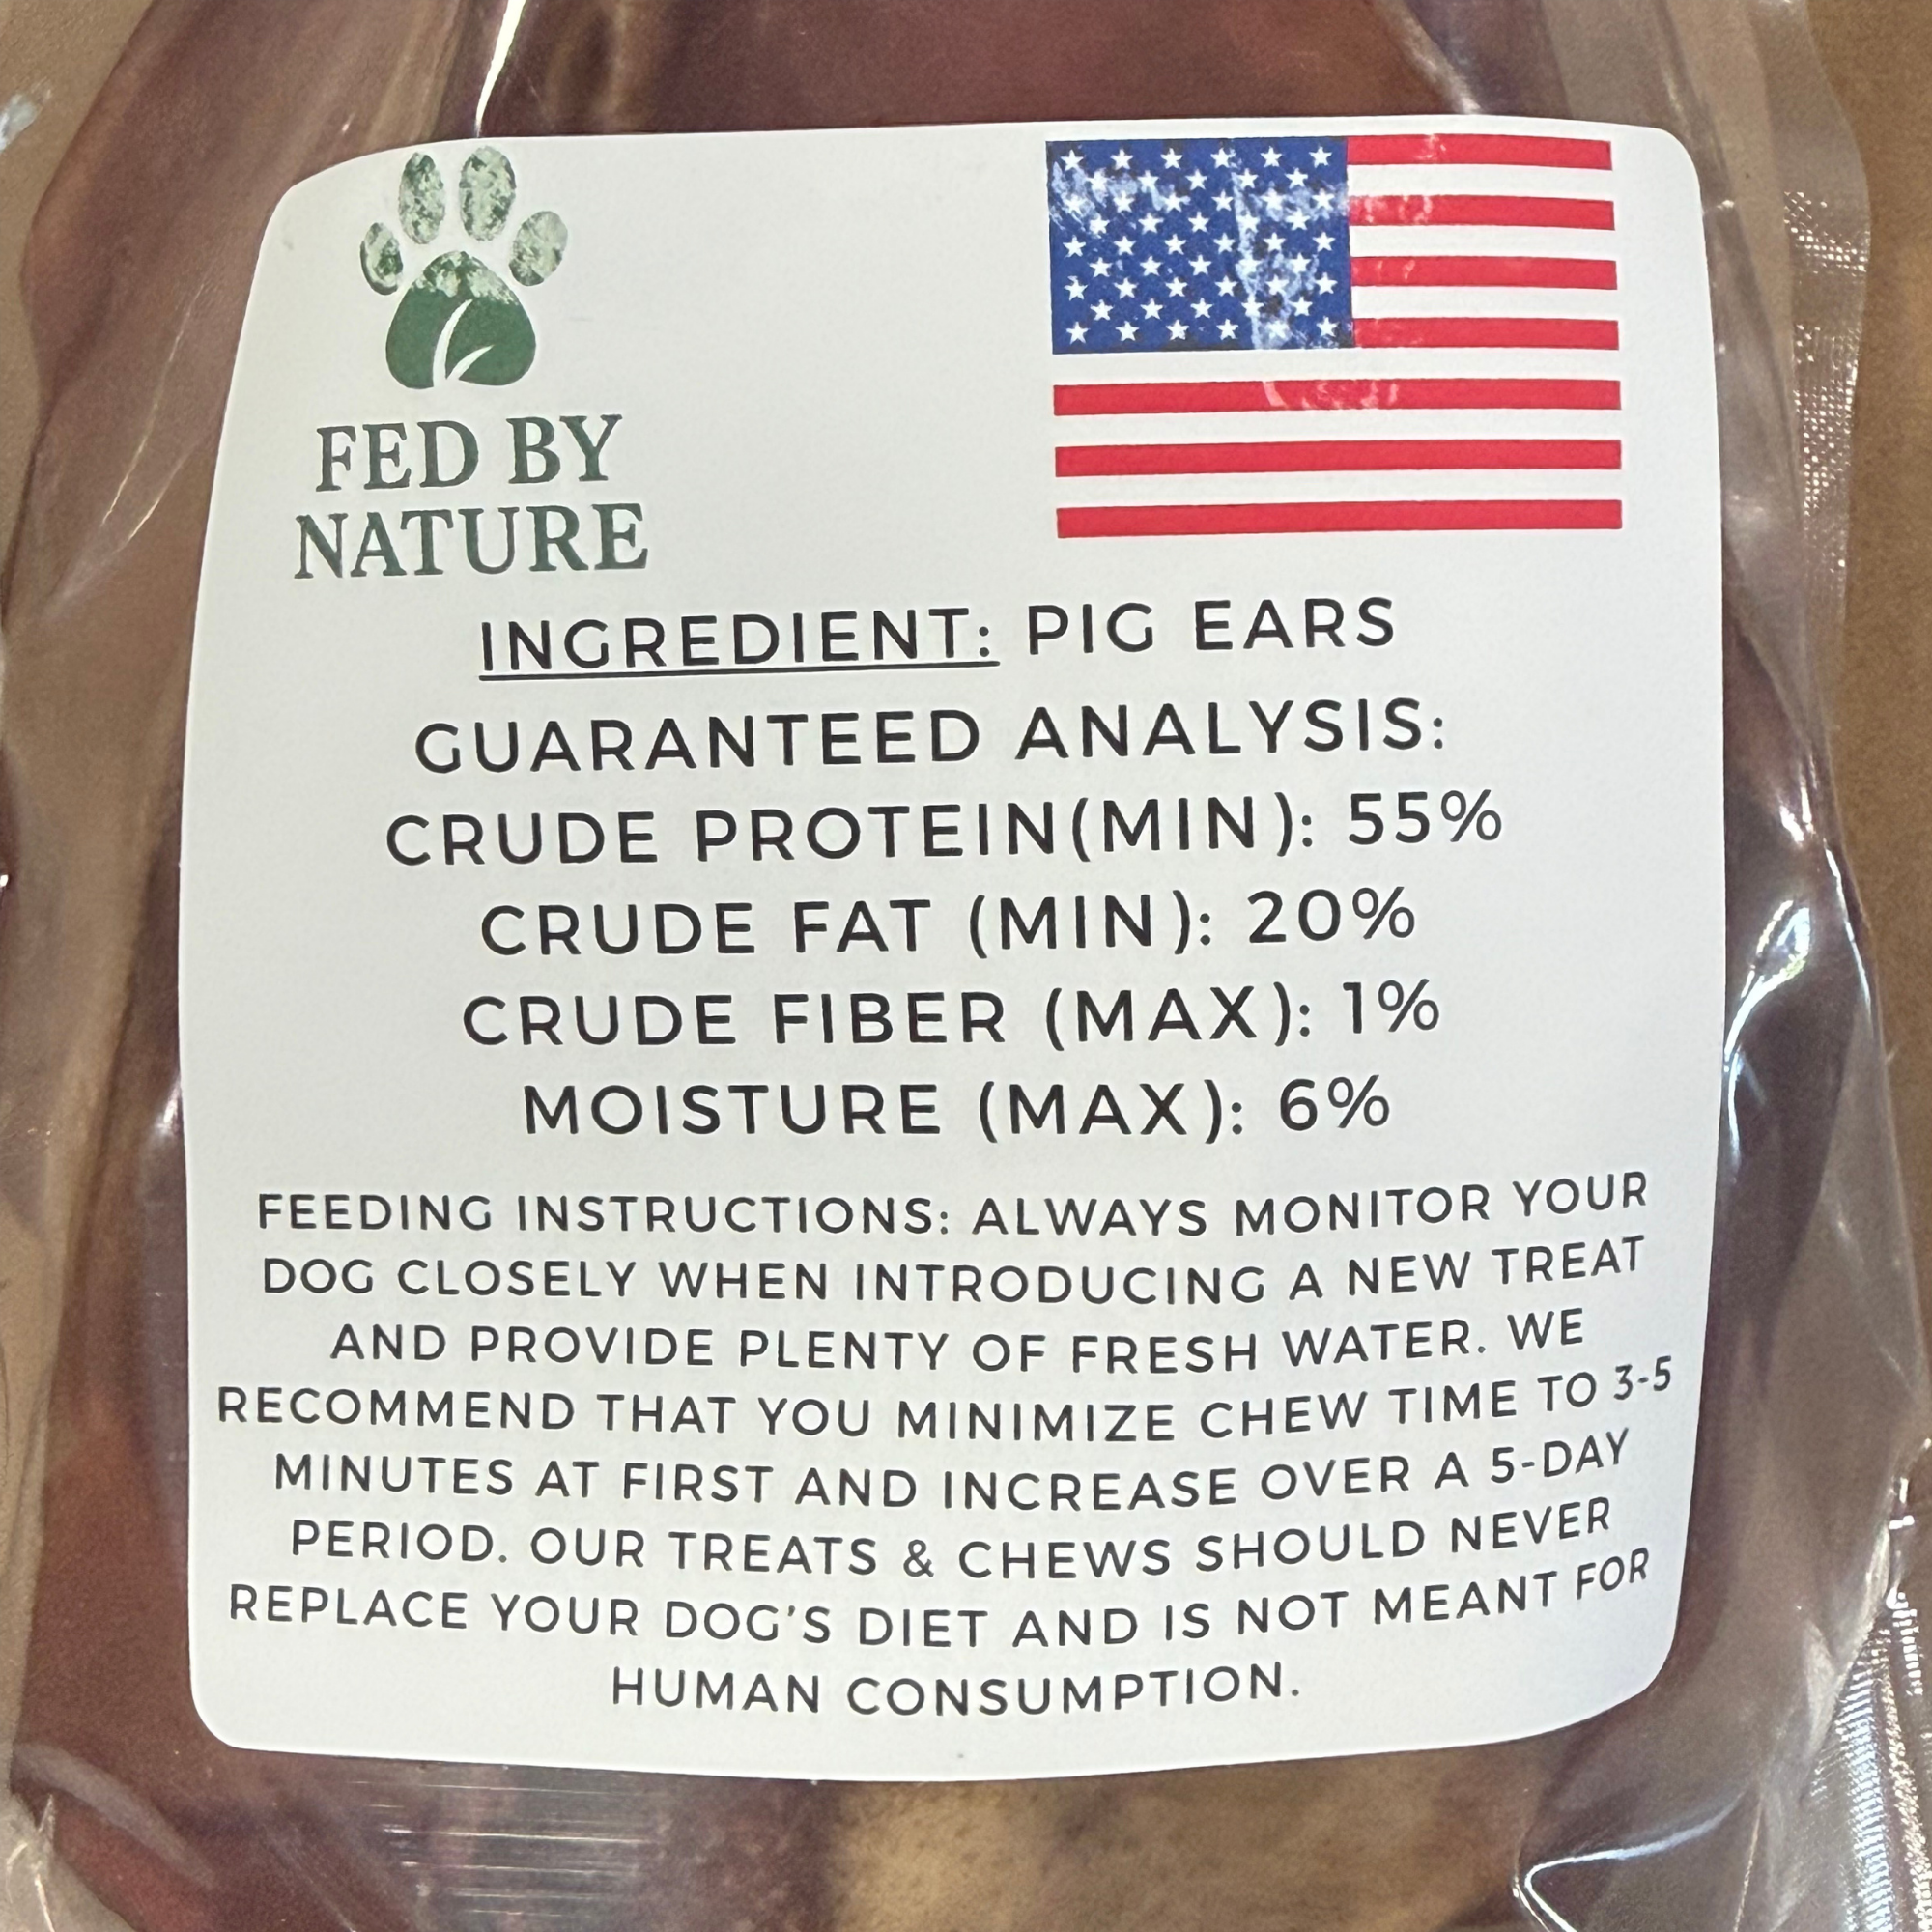 FED BY
NATURE
INGREDIENT: PIG EARS
GUARANTEED ANALYSIS:
CRUDE PROTEIN(MIN): 55%
CRUDE FAT (MIN): 20%
CRUDE FIBER (MAX): 1%
MOISTURE (MAX): 6%
FEEDING INSTRUCTIONS: ALWAYS MONITOR YOUR
DOG CLOSELY WHEN INTRODUCING A NEW TREAT
AND PROVIDE PLENTY OF FRESH WATER. WE
RECOMMEND THAT YOU MINIMIZE CHEW TIME TO 3-5
MINUTES AT FIRST AND INCREASE OVER A 5-DAY
PERIOD. OUR TREATS & CHEWS SHOULD NEVER
REPLACE YOUR DOG'S DIET AND IS NOT MEANT FOR
HUMAN CONSUMPTION.